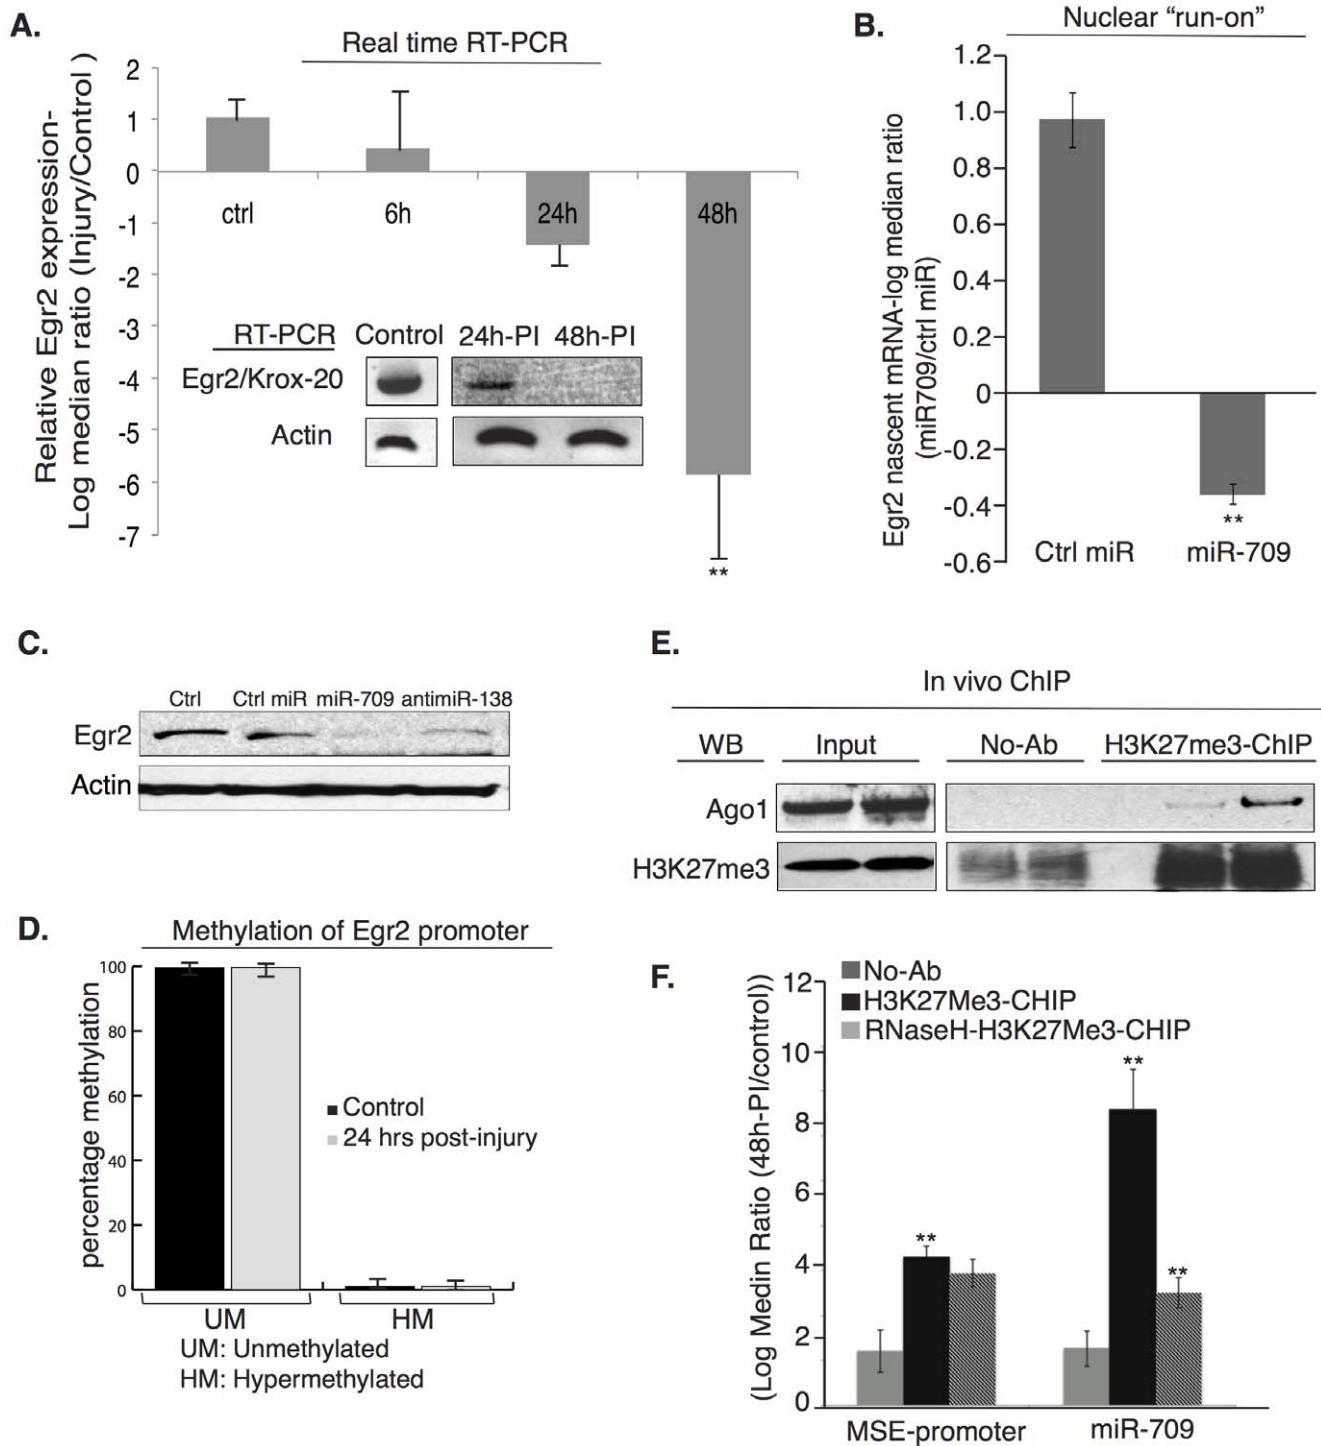 A.
Real time RT-PCR
Relative Egr2 expression-
Log median ratio (Injury/Control )
2
1
0
-1
-2
-3
-4
-5
-6
-7
ctrl
6h
24h
48h
RT-PCR
Control
24h-PI
48h-PI
Egr2/Krox-20
Actin
**
B.
Nuclear “run-on”
Egr2 nascent mRNA-log median ratio
(miR709/ctrl miR)
1.2
1.0
0.8
0.6
0.4
0.2
0
-0.2
-0.4
-0.6
**
Ctrl miR
miR-709
C.
Ctrl
Ctrl miR
miR-709
antimiR-138
Egr2
Actin
D.
Methylation of Egr2 promoter
percentage methylation
100
80
60
40
20
0
Control
24 hrs post-injury
UM
HM
UM: Unmethylated
HM: Hypermethylated
E.
In vivo ChIP
WB
Input
No-Ab
H3K27me3-ChIP
Ago1
H3K27me3
F.
No-Ab
H3K27Me3-CHIP
RNaseH-H3K27Me3-CHIP
(Log Medin Ratio (48h-PI/control))
12
10
8
6
4
2
0
**
**
**
MSE-promoter
miR-709